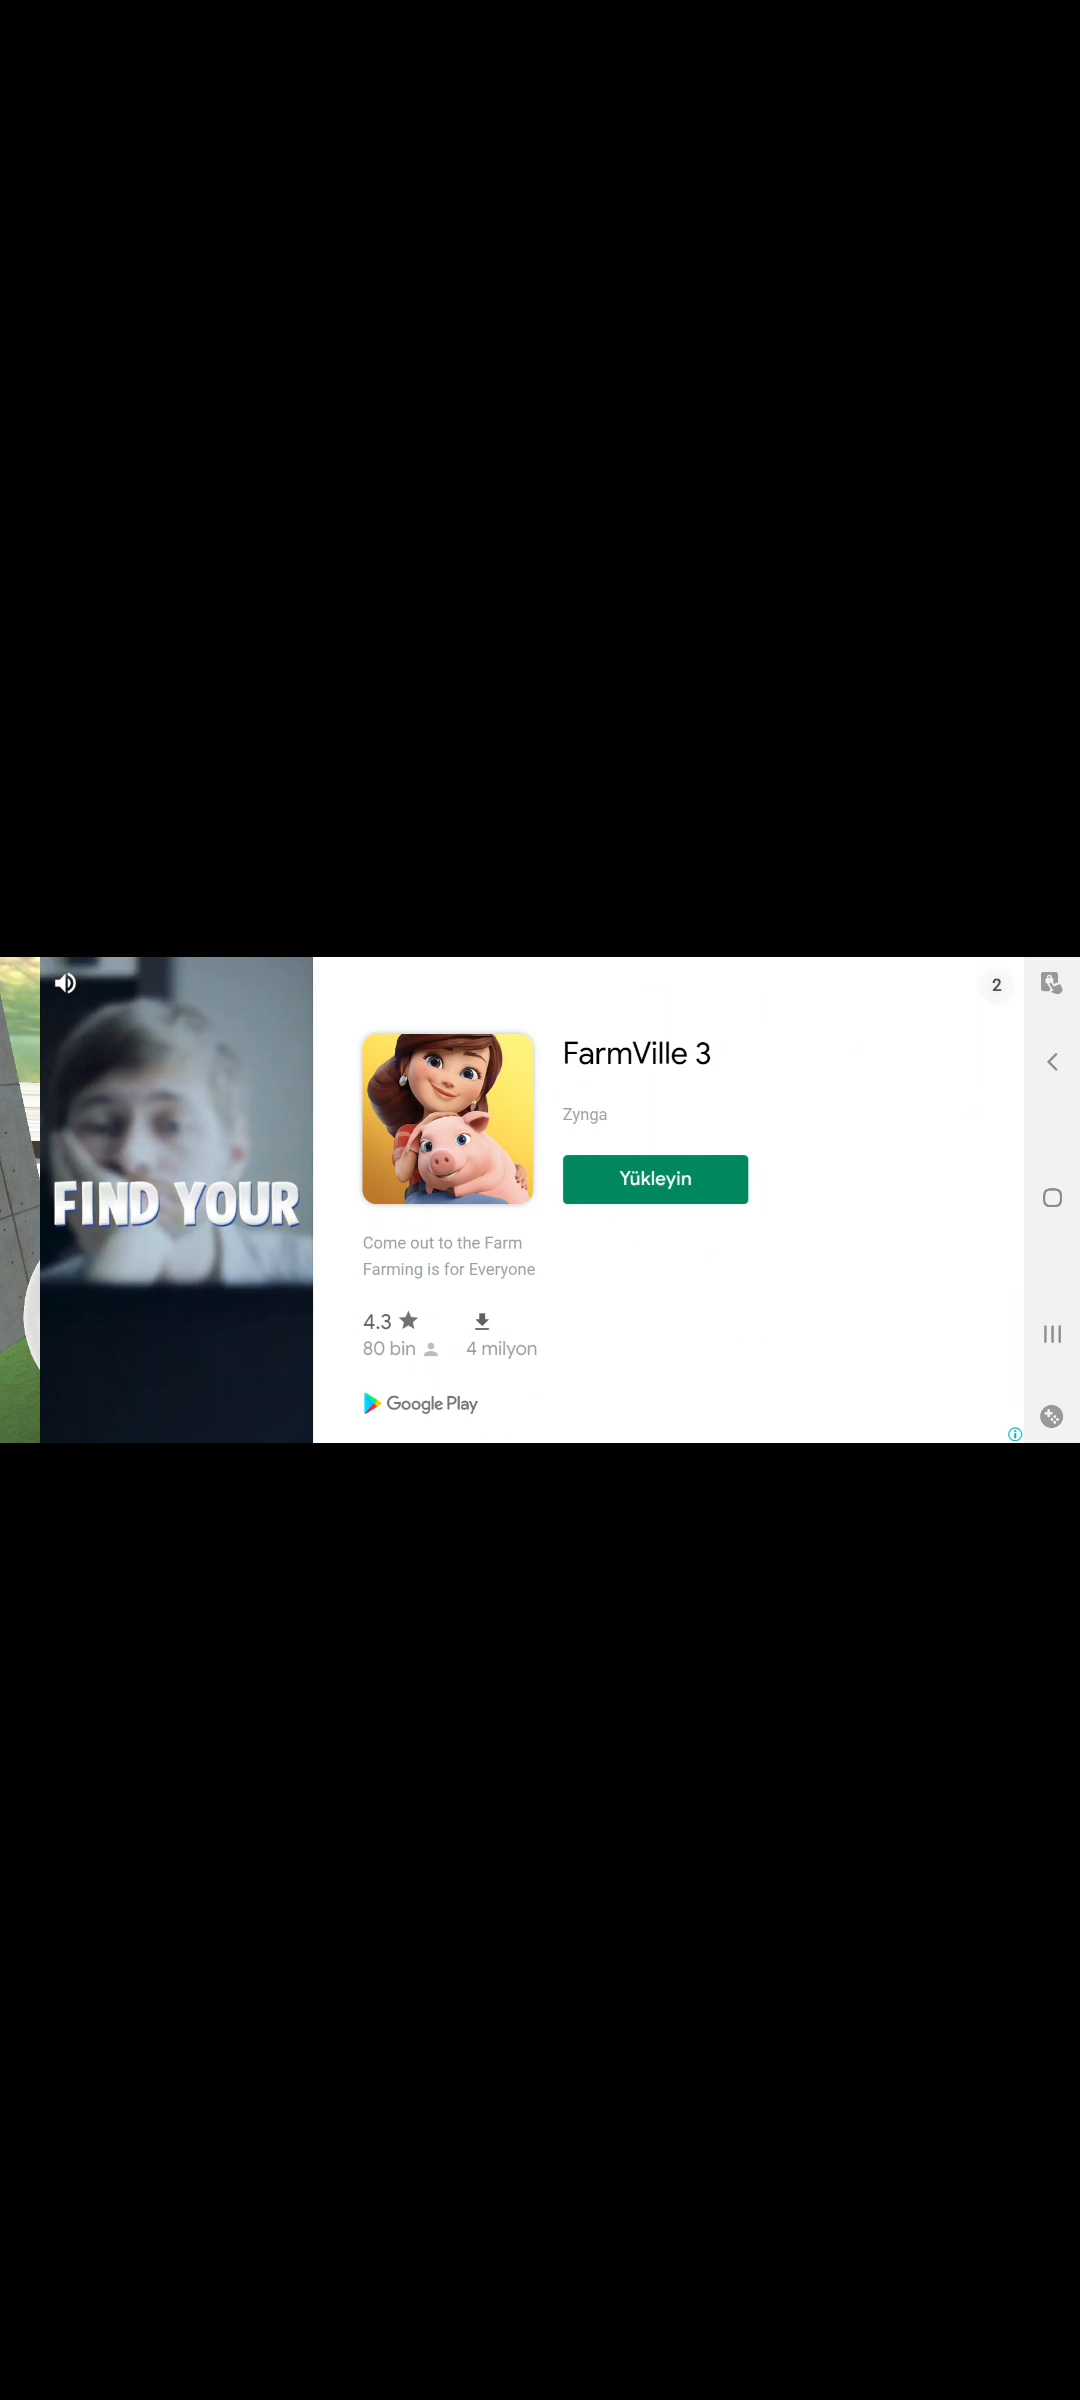 FIND YOUR
2
FarmVille 3
Zynga
Yükleyin
Come out to the Farm
Farming is for Everyone
4.3
80 bin 4 milyon
Google Play